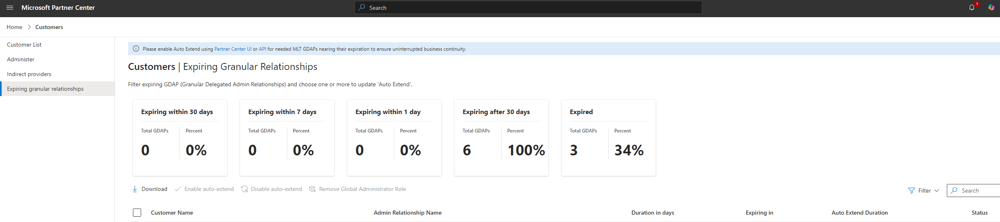 Microsoft Partner Center
Search
1
Home > Customers
Customer List
Administer
Indirect providers
Expiring granular relationships
Please enable Auto Extend using Partner Center UI or API for needed MLT GDAPs nearing their expiration to ensure uninterrupted business continuity.
Customers | Expiring Granular Relationships
Filter expiring GDAP (Granular Delegated Admin Relationships) and choose one or more to update 'Auto Extend'.
Expiring within 30 days
Total GDAPs Percent
0 0%
Expiring within 7 days
Total GDAPs Percent
0 0%
Expiring within 1 day
Total GDAPs Percent
0 0%
Expiring after 30 days
Total GDAPs Percent
6 100%
Expired
Total GDAPs Percent
3 34%
Download Enable auto-extend Disable auto-extend Remove Global Administrator Role
Filter Search
Customer Name Admin Relationship Name Duration in days Expiring in Auto Extend Duration Status